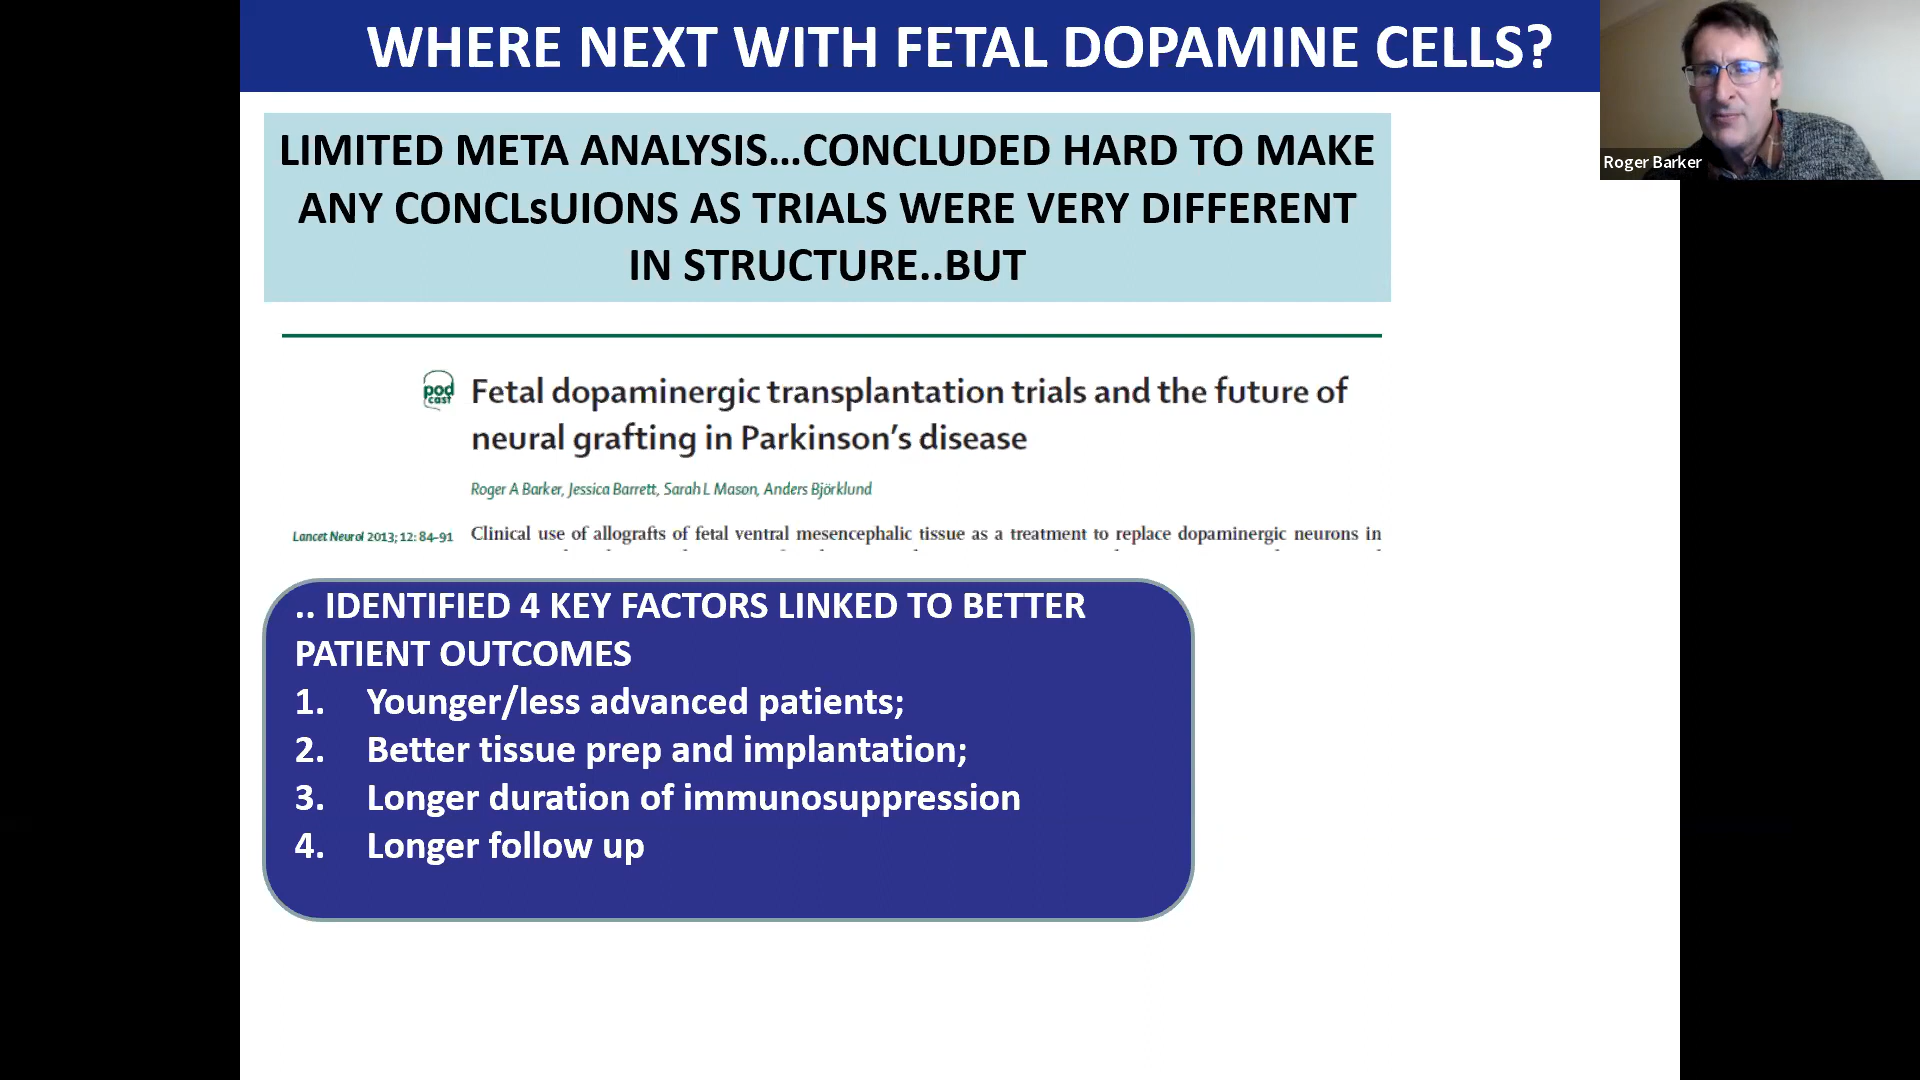 WHERE NEXT WITH FETAL DOPAMINE CELLS?
Roger Barker
LIMITED META ANALYSIS...CONCLUDED HARD TO MAKE
ANY CONCLsUIONS AS TRIALS WERE VERY DIFFERENT
IN STRUCTURE..BUT
pod
cast
Fetal dopaminergic transplantation trials and the future of
neural grafting in Parkinson's disease
Roger A Barker, Jessica Barrett, Sarah L Mason, Anders Björklund
Lancet Neurol 2013; 12: 84–91
Clinical use of allografts of fetal ventral mesencephalic tissue as a treatment to replace dopaminergic neurons in
.. IDENTIFIED 4 KEY FACTORS LINKED TO BETTER
PATIENT OUTCOMES
1. Younger/less advanced patients;
2. Better tissue prep and implantation;
3. Longer duration of immunosuppression
4. Longer follow up